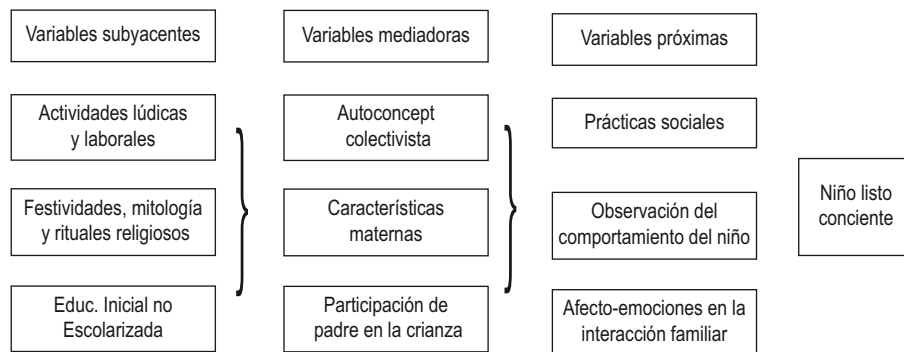 Variables subyacentes
Variables mediadoras
Variables próximas
Actividades lúdicas
y laborales
Autoconcept
colectivista
Prácticas sociales
Niño listo
conciente
Festividades, mitología
y rituales religiosos
Características
maternas
Observación del
comportamiento del niño
Educ. Inicial no
Escolarizada
Participación de
padre en la crianza
Afecto-emociones en la
interacción familiar